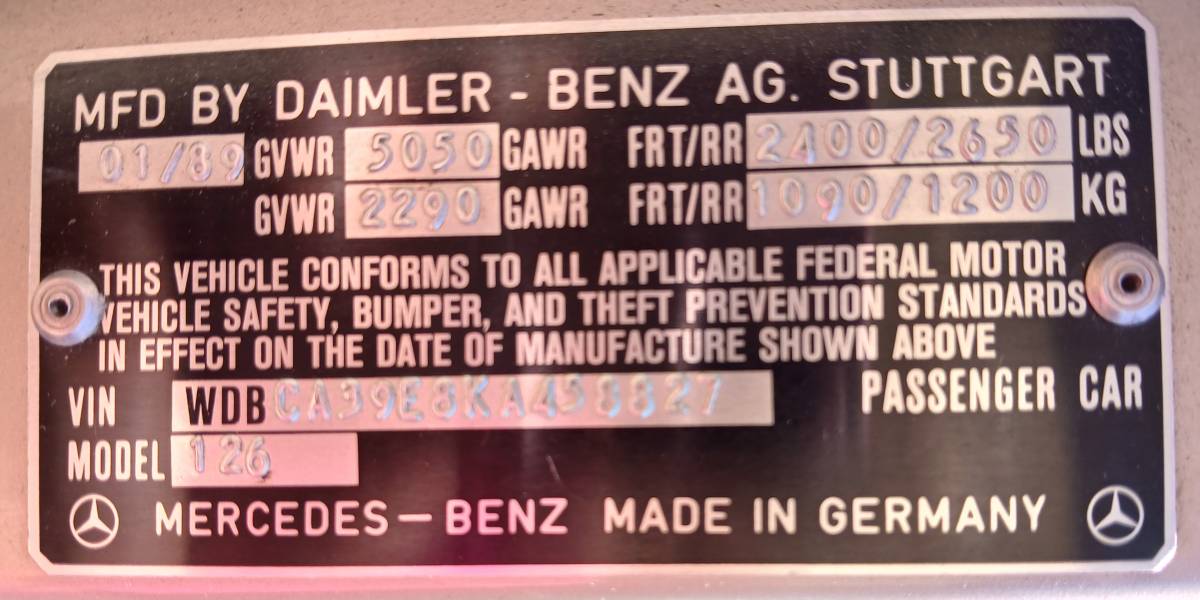 MFD BY DAIMLER - BENZ AG. STUTTGART
01/89 GVWR 5050 GAWR FRT/RR 2400/2650 LBS
GVWR 2290 GAWR FRT/RR 1090/1200 KG
THIS VEHICLE CONFORMS TO ALL APPLICABLE FEDERAL MOTOR
VEHICLE SAFETY, BUMPER, AND THEFT PREVENTION STANDARDS
IN EFFECT ON THE DATE OF MANUFACTURE SHOWN ABOVE
VIN WDBCA39E8KA458827 PASSENGER CAR
MODEL 126
MERCEDES – BENZ MADE IN GERMANY